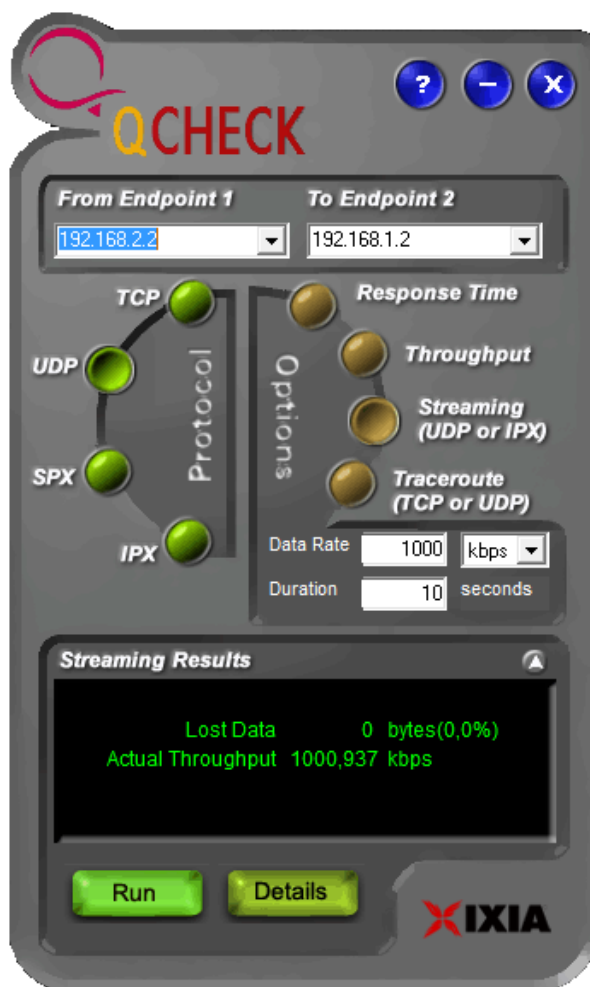 ? – X
QCHECK
From Endpoint 1 To Endpoint 2
192.168.2.2 192.168.1.2
TCP Response Time
UDP Throughput
Protocol Options
Streaming
(UDP or IPX)
SPX Traceroute
(TCP or UDP)
IPX
Data Rate 1000 kbps
Duration 10 seconds
Streaming Results
Lost Data 0 bytes(0,0%)
Actual Throughput 1000,937 kbps
Run Details
IXIA